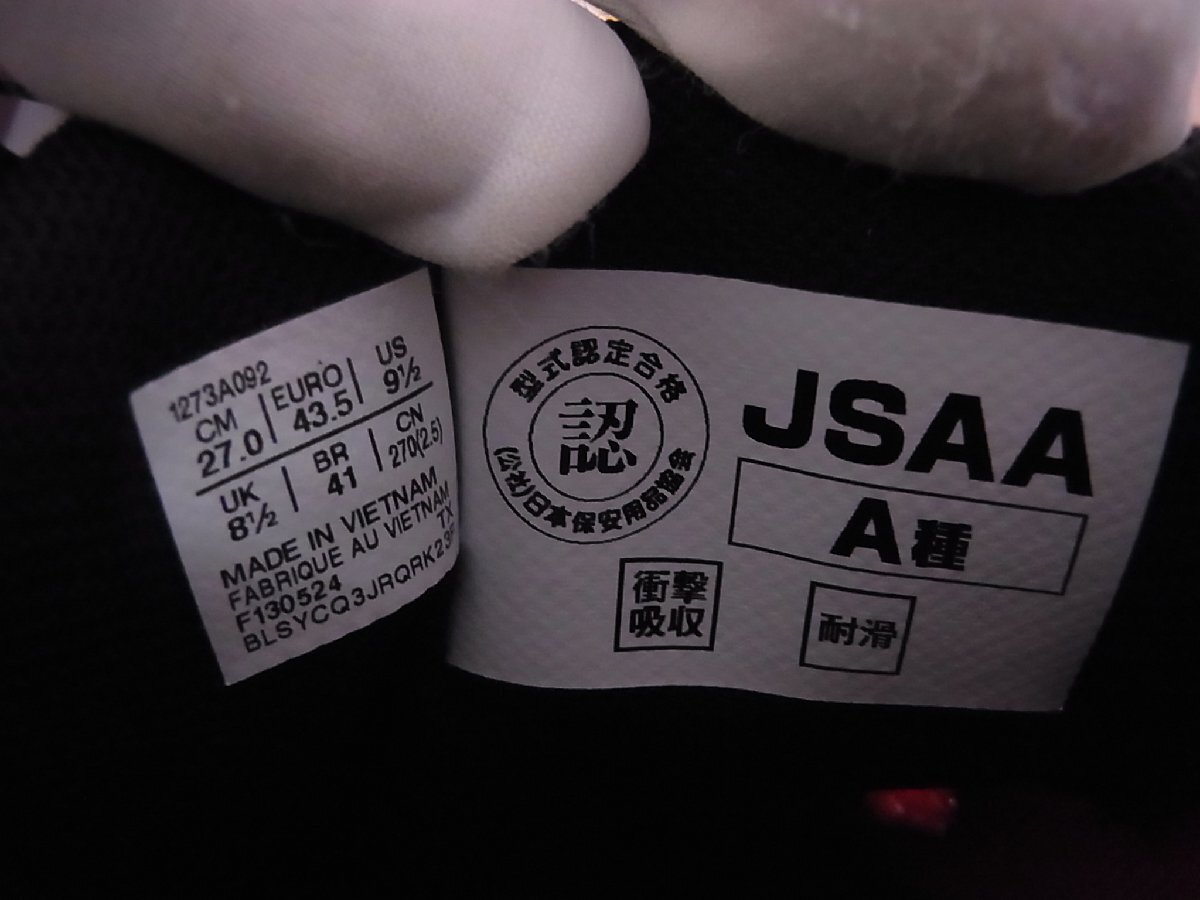 1273A092
CM EURO US
27.0 43.5 9½
UK BR CN
8½ 41 270(2.5)
MADE IN VIETNAM
FABRIQUE AU VIETNAM
F130524 TX
BLSYCQ3JRQRK23
型式認定合格
認
(公社)日本保安用品協会
JSAA
A種
衝撃
吸収
耐滑